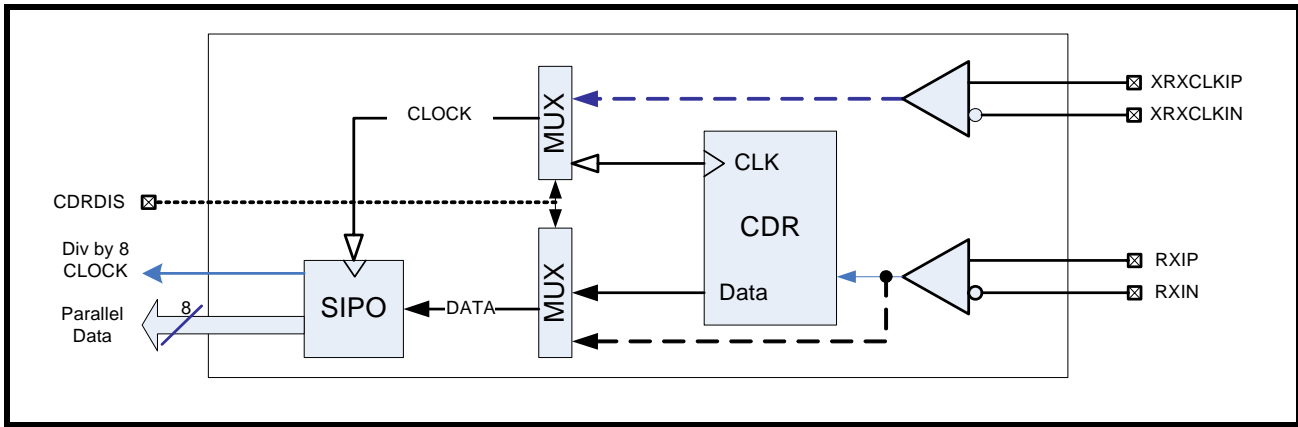 XRXCLKIP
XRXCLKIN
MUX
CLOCK
CLK
CDRDIS
CDR
Div by 8
CLOCK
RXIP
RXIN
MUX
SIPO
DATA
Data
8
Parallel
Data